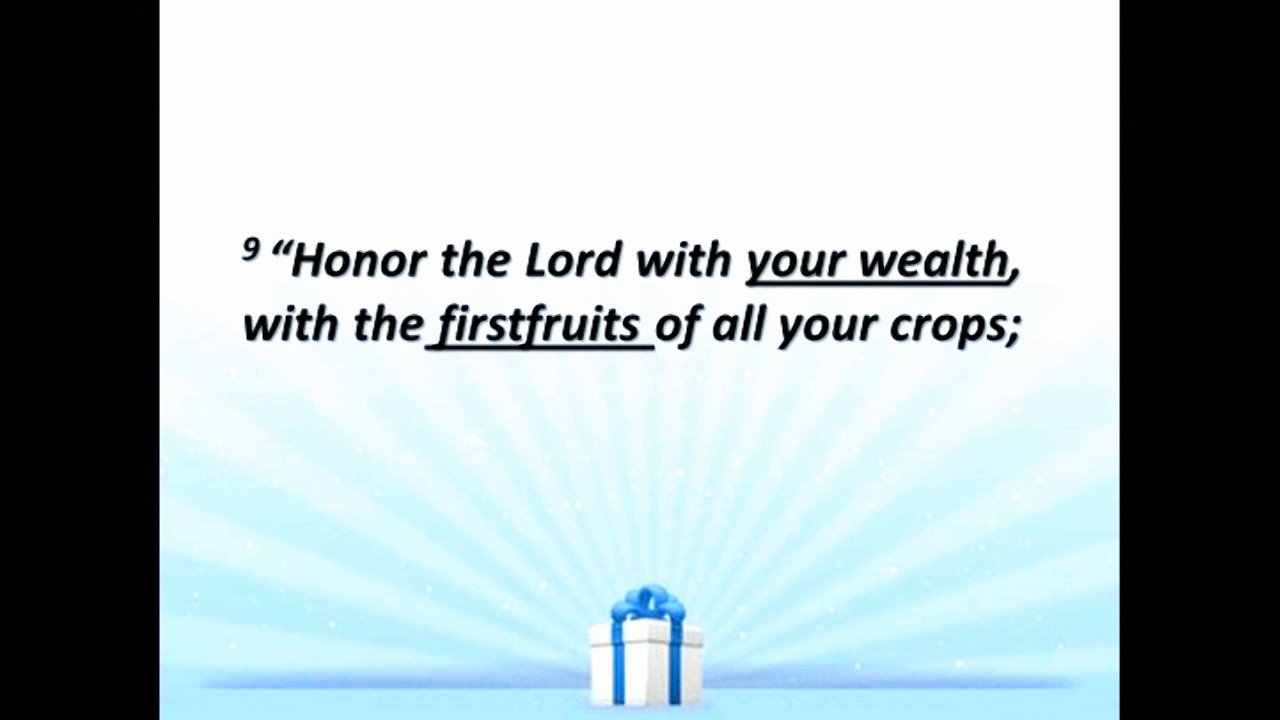 9 “Honor the Lord with your wealth,
with the firstfruits of all your crops;